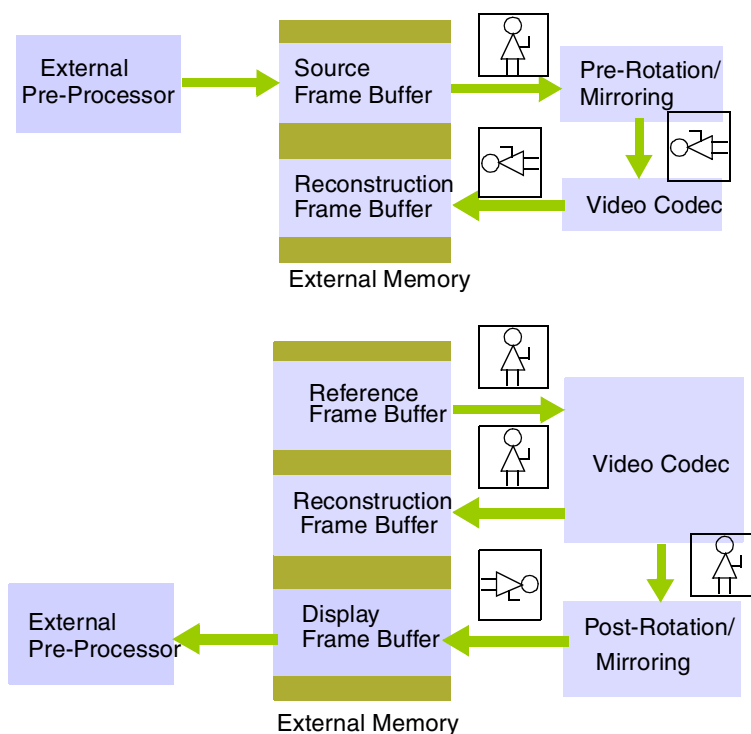 External
Pre-Processor
Source
Frame Buffer
Pre-Rotation/
Mirroring
Reconstruction
Frame Buffer
Video Codec
External Memory
Reference
Frame Buffer
Video Codec
Reconstruction
Frame Buffer
External
Pre-Processor
Display
Frame Buffer
Post-Rotation/
Mirroring
External Memory